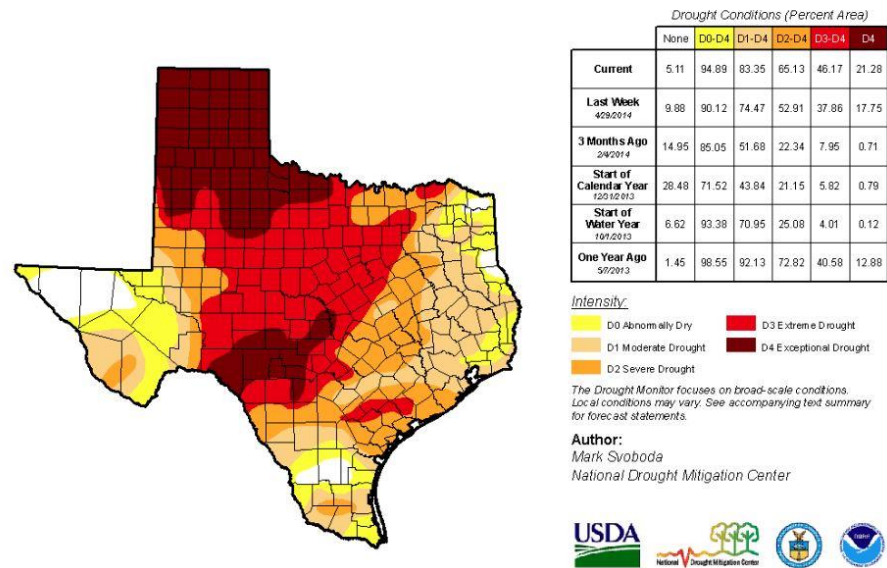 Drought Conditions (Percent Area)
None D0-D4 D1-D4 D2-D4 D3-D4 D4
Current 5.11 94.89 83.35 65.13 46.17 21.28
Last Week
4/29/2014 9.88 90.12 74.47 52.91 37.86 17.75
3 Months Ago
2/4/2014 14.95 85.05 51.68 22.34 7.95 0.71
Start of
Calendar Year
12/31/2013 28.48 71.52 43.84 21.15 5.82 0.79
Start of
Water Year
10/1/2013 6.62 93.38 70.95 25.08 4.01 0.12
One Year Ago
5/7/2013 1.45 98.55 92.13 72.82 40.58 12.88
Intensity:
D0 Abnormally Dry
D1 Moderate Drought
D2 Severe Drought
D3 Extreme Drought
D4 Exceptional Drought
The Drought Monitor focuses on broad-scale conditions.
Local conditions may vary. See accompanying text summary
for forecast statements.
Author:
Mark Svoboda
National Drought Mitigation Center
USDA
National Drought Mitigation Center